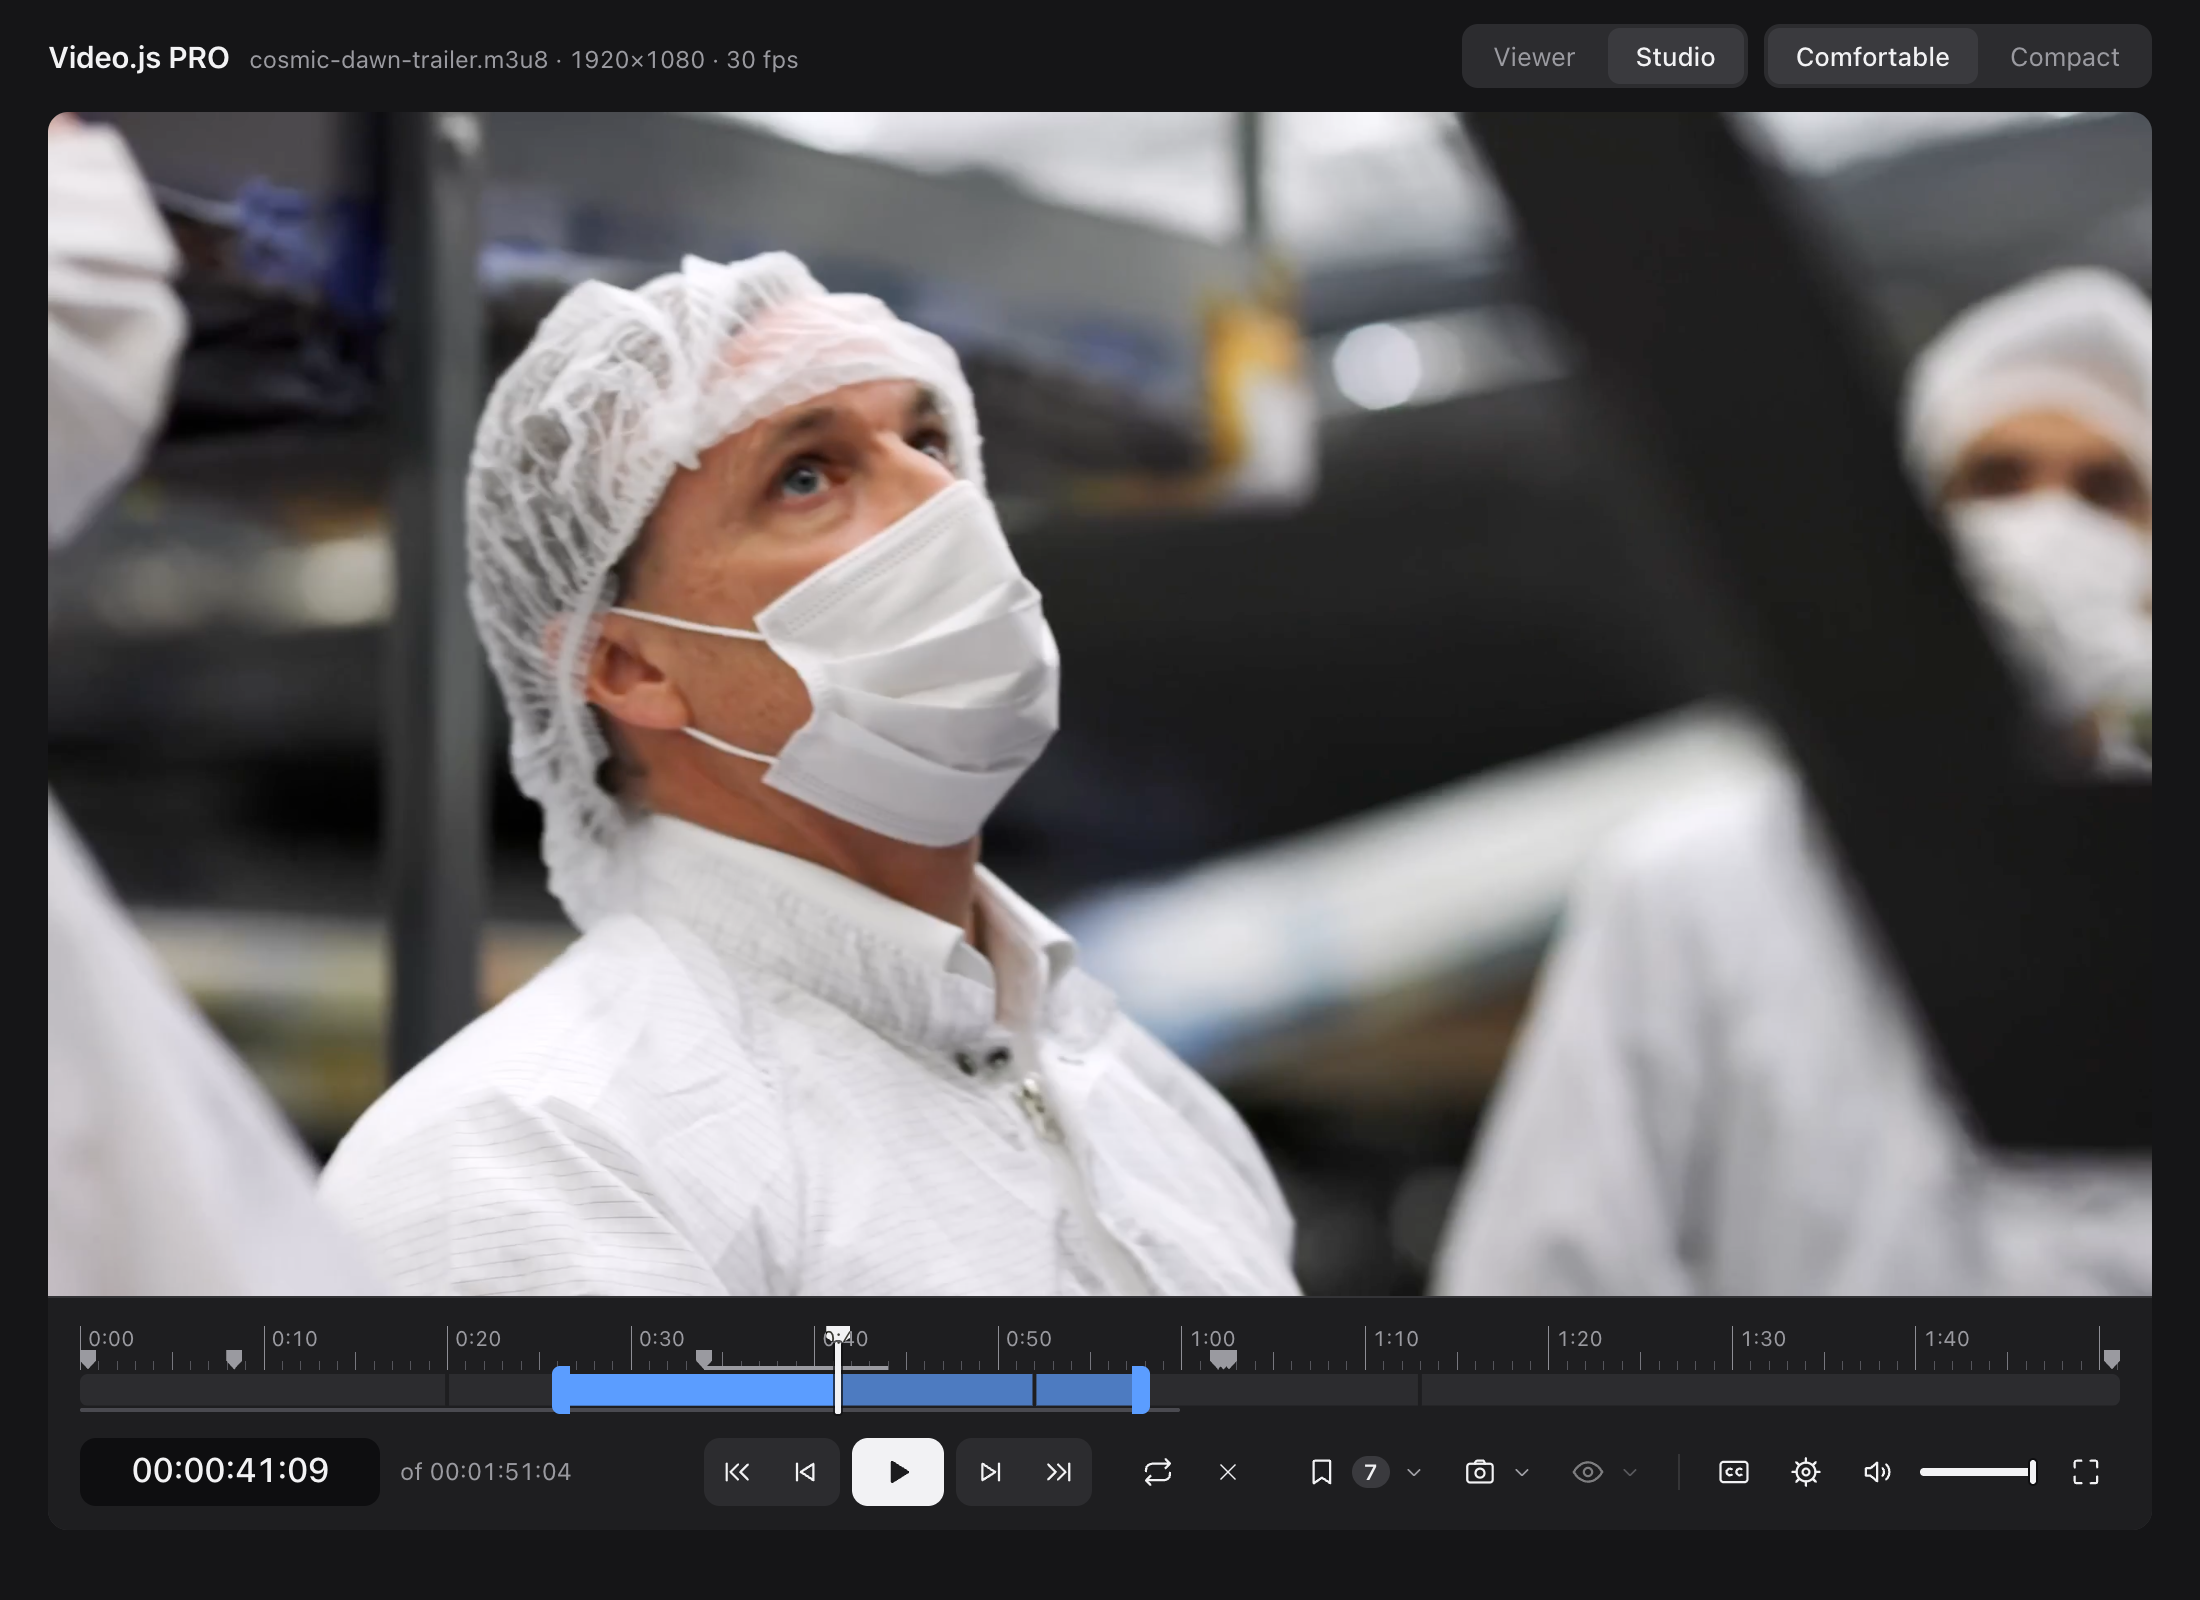 Video.js PRO cosmic-dawn-trailer.m3u8 · 1920×1080 · 30 fps Viewer Studio Comfortable Compact
0:00 0:10 0:20 0:30 0:40 0:50 1:00 1:10 1:20 1:30 1:40
00:00:41:09 of 00:01:51:04 7 CC